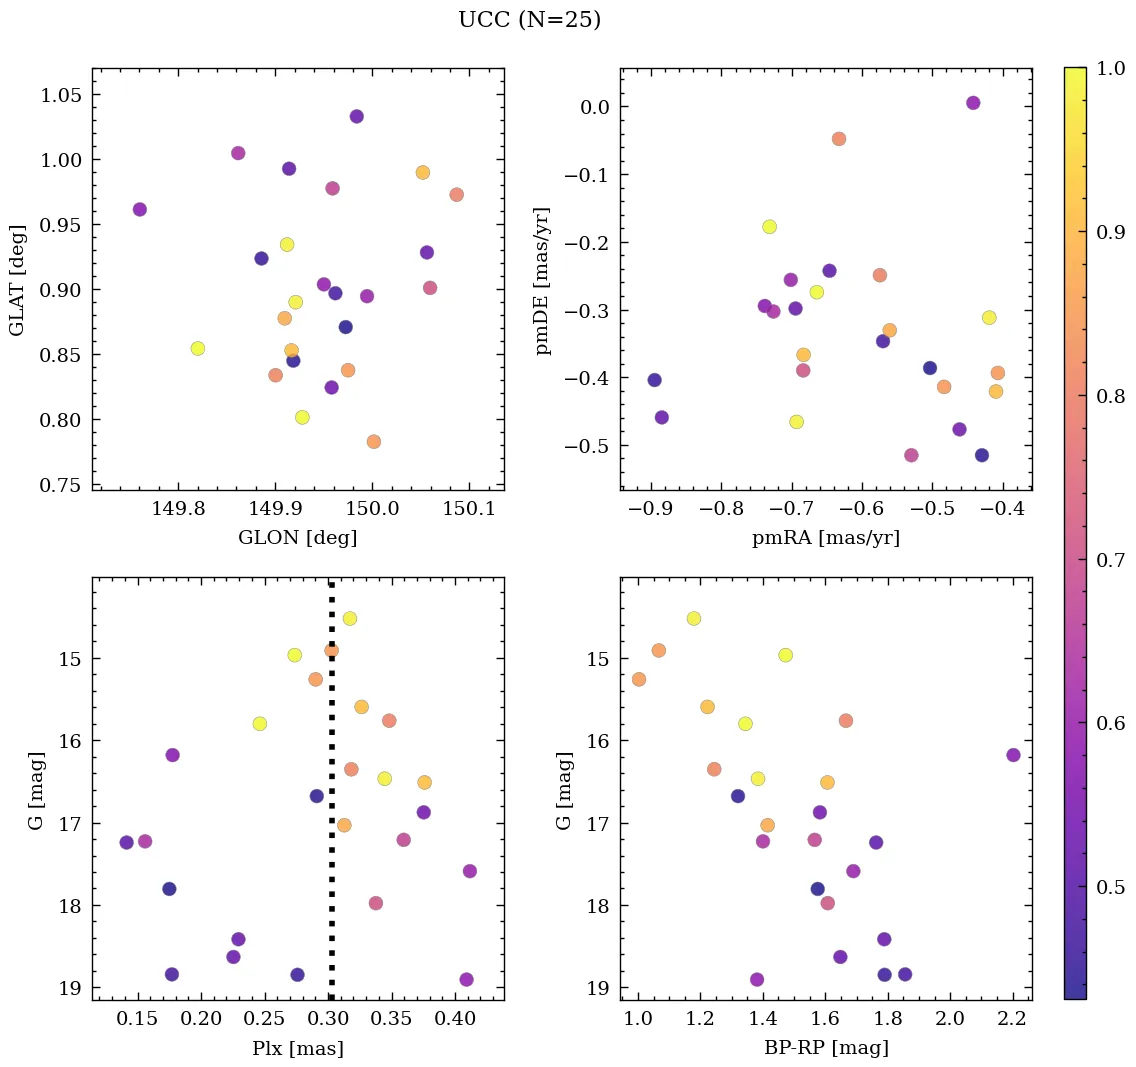 UCC (N=25)
1.05
1.00
0.95
0.90
0.85
0.80
0.75
GLAT [deg]
149.8 149.9 150.0 150.1
GLON [deg]
0.0
−0.1
−0.2
−0.3
−0.4
−0.5
pmDE [mas/yr]
−0.9 −0.8 −0.7 −0.6 −0.5 −0.4
pmRA [mas/yr]
15
16
17
18
19
G [mag]
0.15 0.20 0.25 0.30 0.35 0.40
Plx [mas]
15
16
17
18
19
G [mag]
1.0 1.2 1.4 1.6 1.8 2.0 2.2
BP-RP [mag]
1.0
0.9
0.8
0.7
0.6
0.5